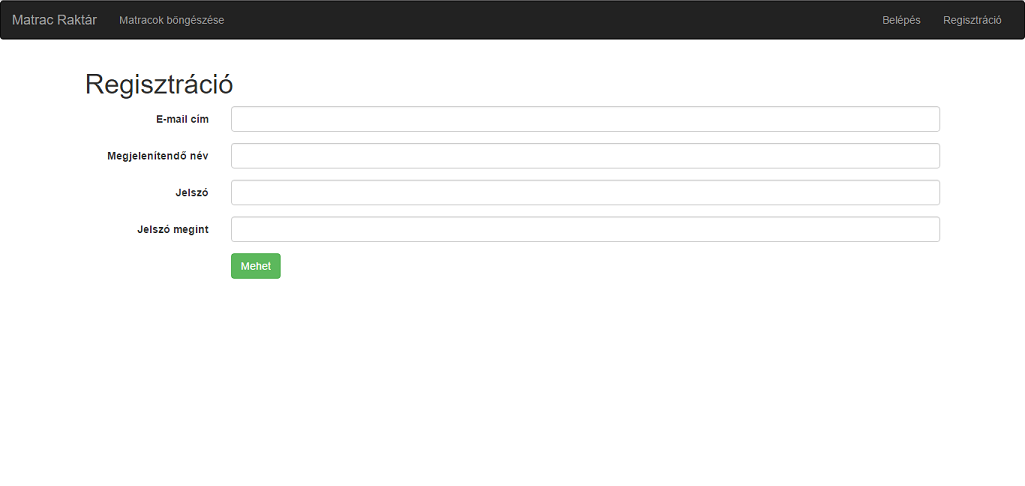 Matrac Raktár Matracok böngészése Belépés Regisztráció
Regisztráció
E-mail cím
Megjelenítendő név
Jelszó
Jelszó megint
Mehet